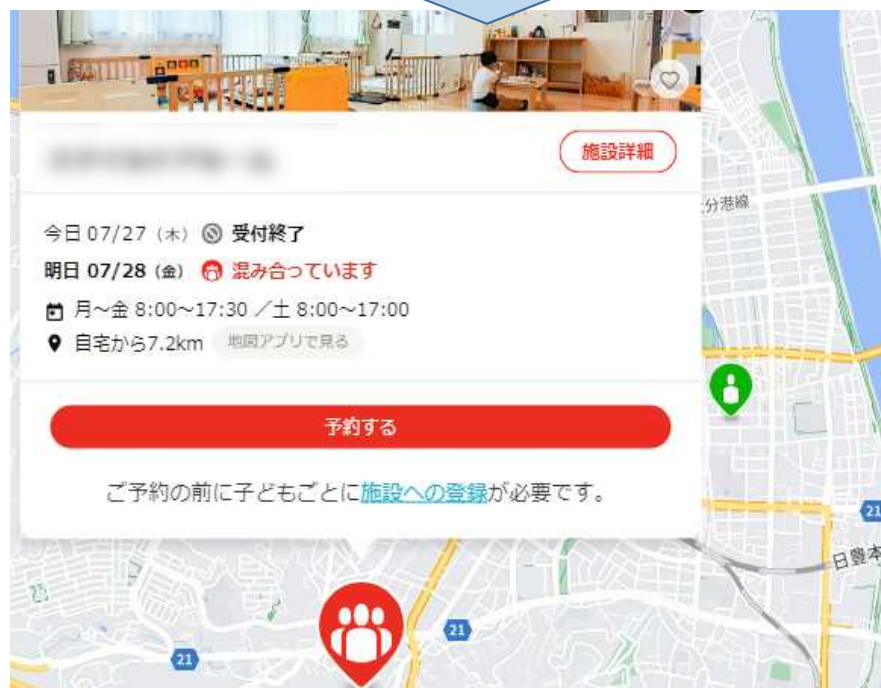 施設詳細
今日 07/27（木） 受付終了
明日 07/28（金） 混み合っています
月～金 8:00～17:30 ／土 8:00～17:00
自宅から7.2km 地図アプリで見る
予約する
ご予約の前に子どもごとに施設への登録が必要です。
分港線
21
日豊本
21
21